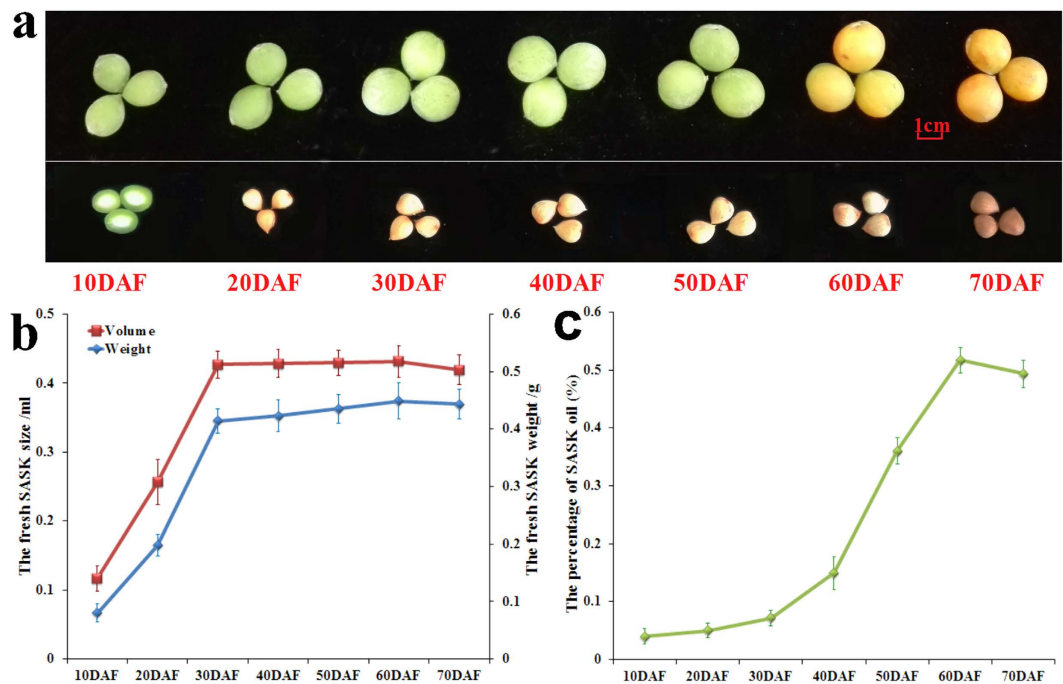 a
1cm
10DAF 20DAF 30DAF 40DAF 50DAF 60DAF 70DAF
b
Volume
Weight
The fresh SASK size /ml
0.5
0.4
0.3
0.2
0.1
0
The fresh SASK weight /g
0.6
0.5
0.4
0.3
0.2
0.1
0
10DAF 20DAF 30DAF 40DAF 50DAF 60DAF 70DAF
c
The percentage of SASK oil (%)
0.6
0.5
0.4
0.3
0.2
0.1
0
10DAF 20DAF 30DAF 40DAF 50DAF 60DAF 70DAF